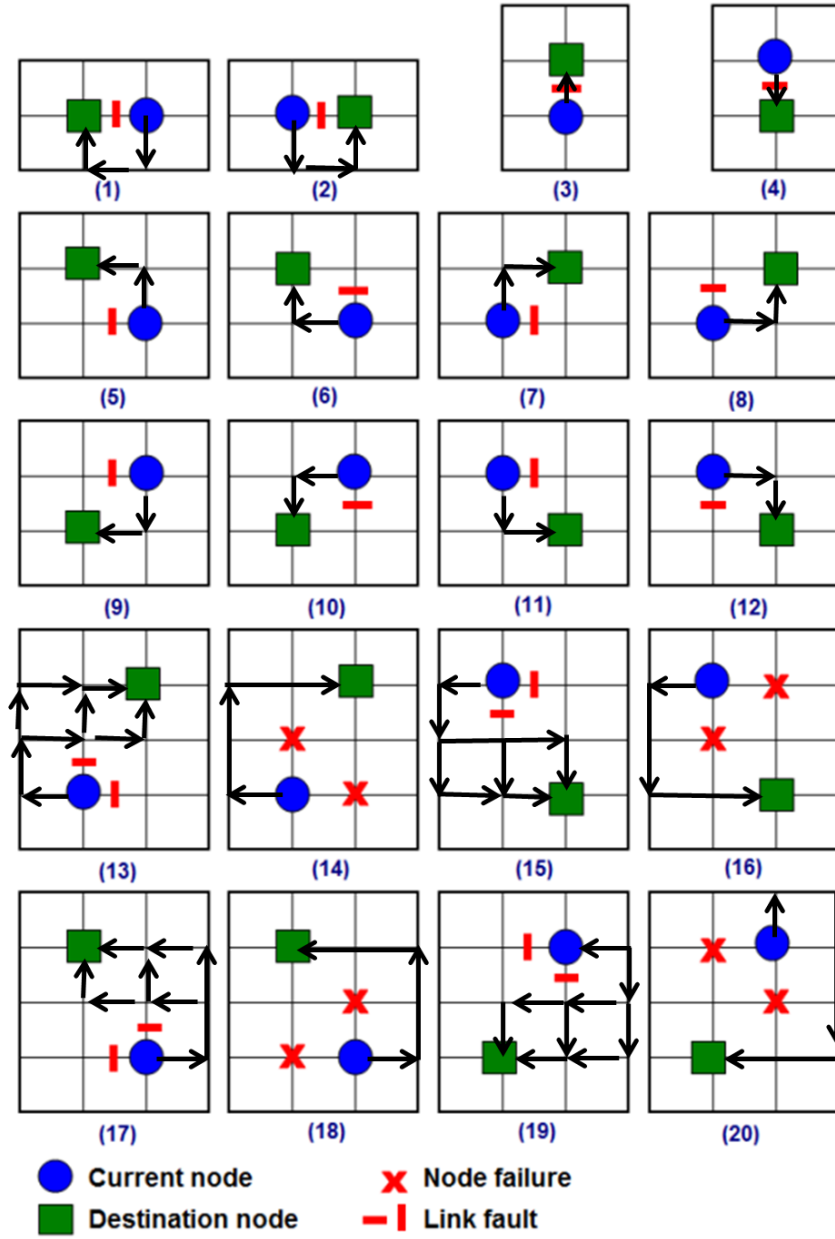 (1) (2) (3) (4)
(5) (6) (7) (8)
(9) (10) (11) (12)
(13) (14) (15) (16)
(17) (18) (19) (20)
Current node
Node failure
Destination node
Link fault